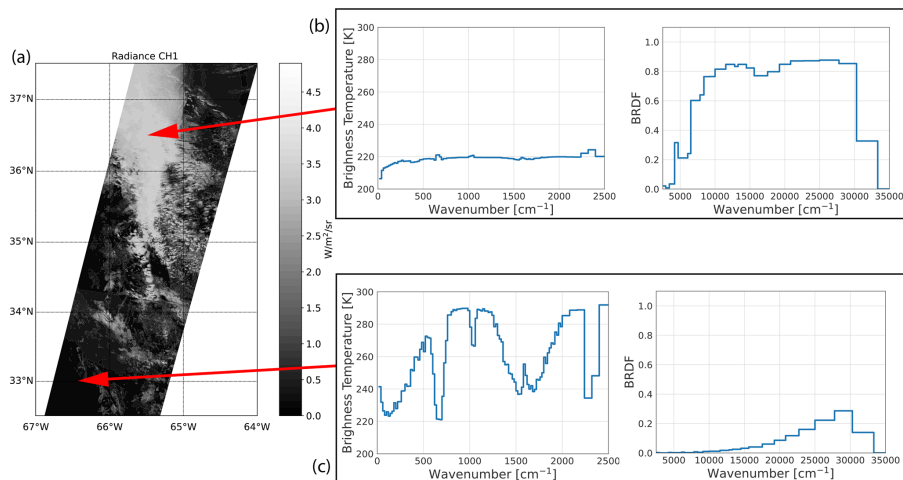 (a)
Radiance CH1
37°N
36°N
35°N
34°N
33°N
67°W 66°W 65°W 64°W
4.5
4.0
3.5
3.0
2.5
2.0
1.5
1.0
0.5
0.0
W/m²/sr
(b)
Brighness Temperature [K]
300
280
260
240
220
200
0 500 1000 1500 2000 2500
Wavenumber [cm⁻¹]
BRDF
1.0
0.8
0.6
0.4
0.2
0.0
5000 10000 15000 20000 25000 30000 35000
Wavenumber [cm⁻¹]
(c)
Brighness Temperature [K]
300
280
260
240
220
200
0 500 1000 1500 2000 2500
Wavenumber [cm⁻¹]
BRDF
1.0
0.8
0.6
0.4
0.2
0.0
5000 10000 15000 20000 25000 30000 35000
Wavenumber [cm⁻¹]